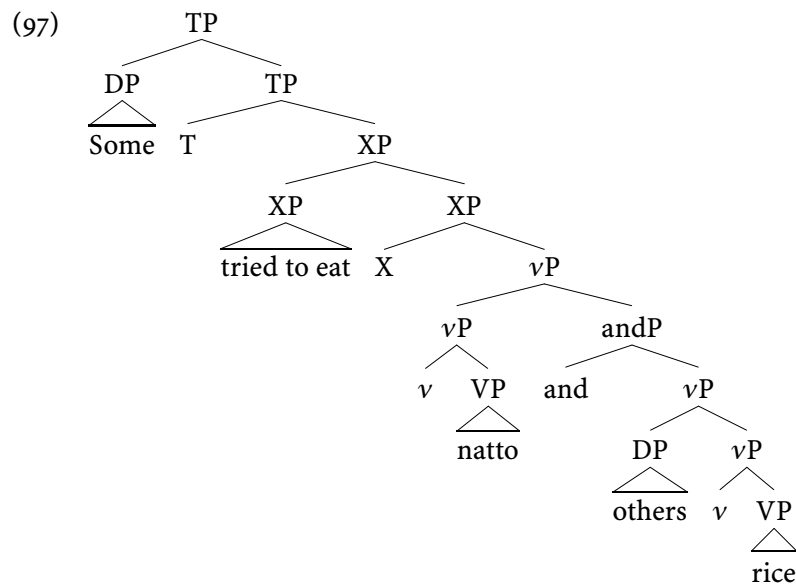 (97) TP
DP TP
Some T XP
XP XP
tried to eat X vP
vP andP
v VP and vP
natto DP vP
others v VP
rice